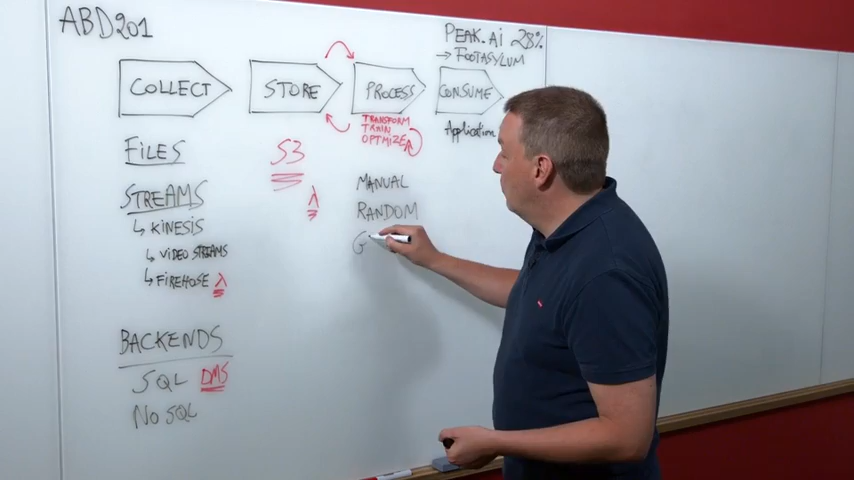 ABD201
PEAK.AI 28%
→ FOOTASYLUM
COLLECT
STORE
PROCESS
CONSUME
TRANSFORM
TRAIN
OPTIMIZE
Application
FILES
S3
STREAMS
↳ KINESIS
↳ VIDEO STREAMS
↳ FIREHOSE λ
λ
MANUAL
RANDOM
G
BACKENDS
SQL DMS
NoSQL